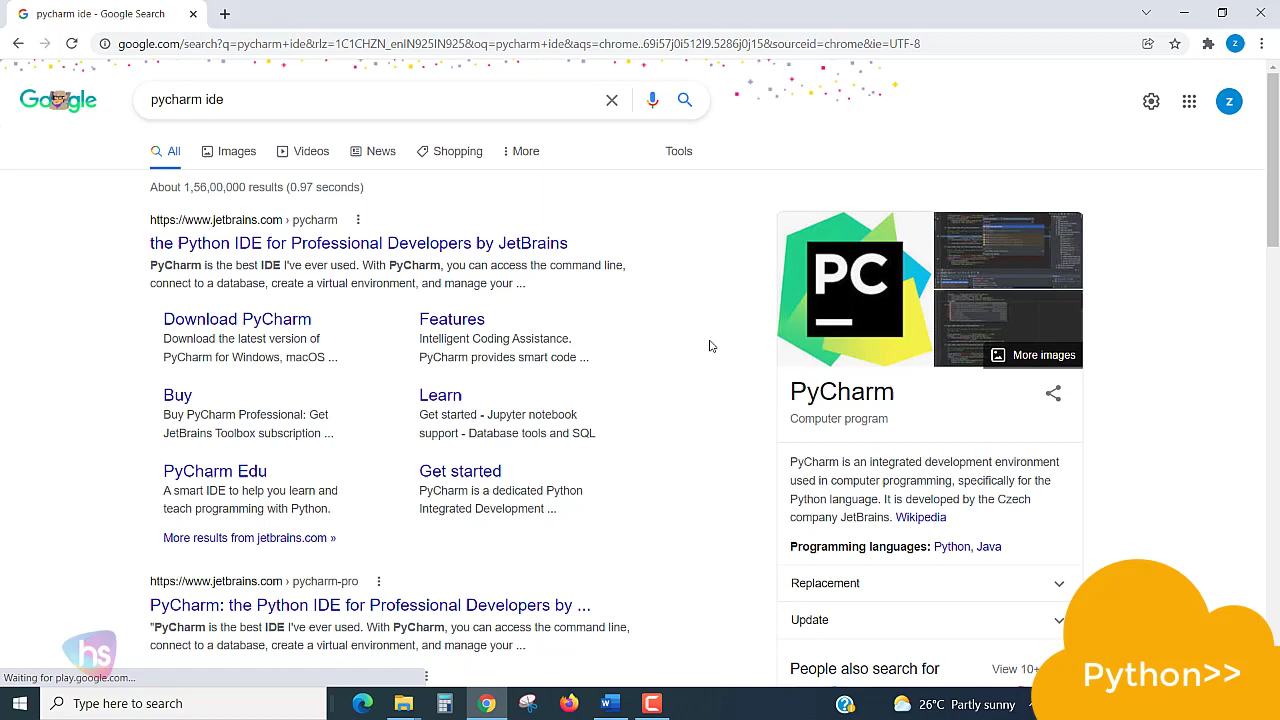 pycharm ide - Google Search
google.com/search?q=pycharm+ide&rlz=1C1CHZN_enIN925IN925&oq=pycharm+ide&aqs=chrome..69i57j0i512l9.5286j0j15&sourceid=chrome&ie=UTF-8
Z
Google
pycharm ide
Z
All
Images
Videos
News
Shopping
More
Tools
About 1,56,00,000 results (0.97 seconds)
https://www.jetbrains.com › pycharm
the Python IDE for Professional Developers by JetBrains
PyCharm is the best IDE I've ever used. With PyCharm, you can access the command line,
connect to a database, create a virtual environment, and manage your ...
Download PyCharm
Download the latest version of
PyCharm for Windows, macOS ...
Features
Intelligent Coding Assistance.
PyCharm provides smart code ...
Buy
Buy PyCharm Professional: Get
JetBrains Toolbox subscription ...
Learn
Get started - Jupyter notebook
support - Database tools and SQL
PyCharm Edu
A smart IDE to help you learn and
teach programming with Python.
Get started
PyCharm is a dedicated Python
Integrated Development ...
More results from jetbrains.com »
https://www.jetbrains.com › pycharm-pro
PyCharm: the Python IDE for Professional Developers by ...
"PyCharm is the best IDE I've ever used. With PyCharm, you can access the command line,
connect to a database, create a virtual environment, and manage your ...
PC
More images
PyCharm
Computer program
PyCharm is an integrated development environment
used in computer programming, specifically for the
Python language. It is developed by the Czech
company JetBrains. Wikipedia
Programming languages: Python, Java
Replacement
Update
People also search for
View 10+
hs
Waiting for play.google.com...
Python>>
Type here to search
26°C Partly sunny